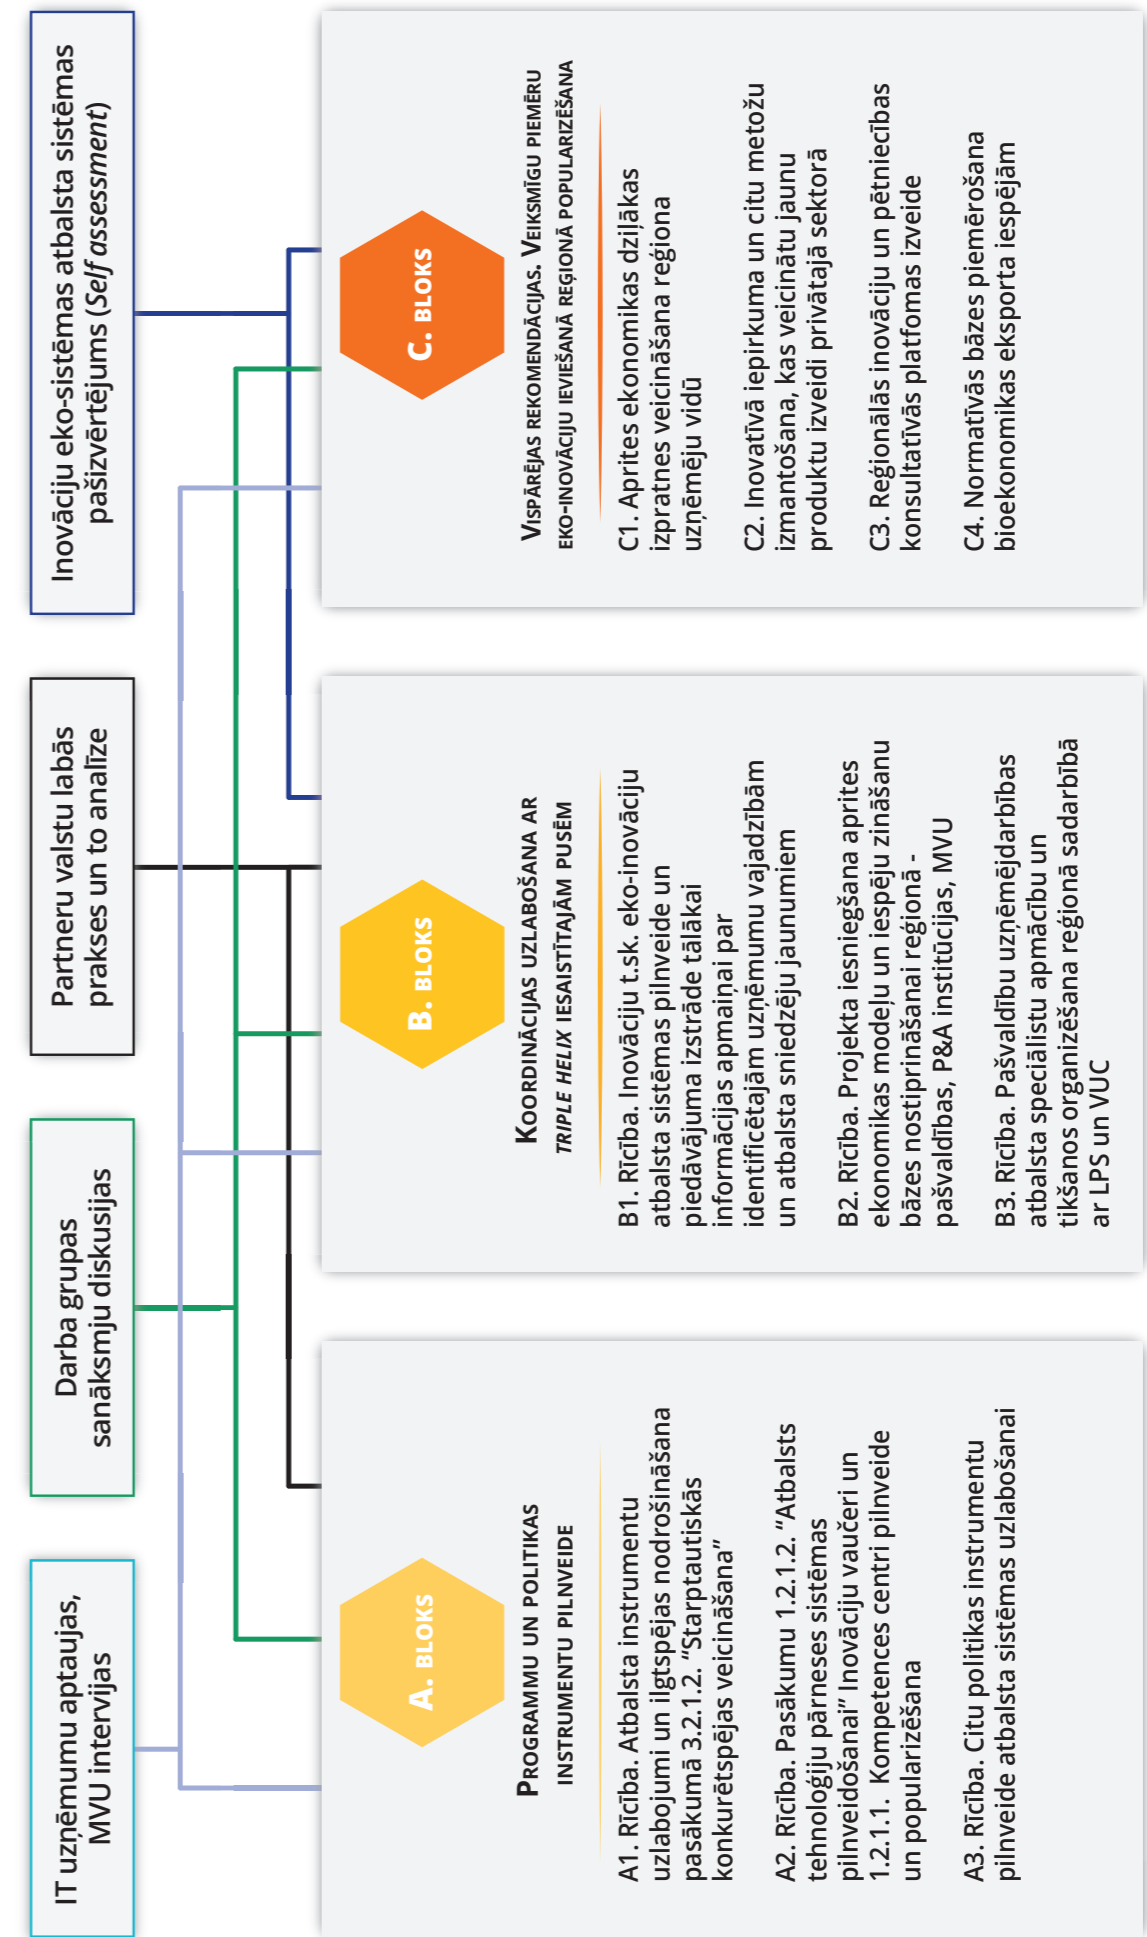 IT uzņēmumu aptaujas,
MVU intervijas
Darba grupas
sanāksmju diskusijas
Partneru valstu labās
prakses un to analīze
Inovāciju eko-sistēmas atbalsta sistēmas
pašizvērtējums (Self assessment)
A. BLOKS
PROGRAMMU UN POLITIKAS
INSTRUMENTU PILNVEIDE
A1. Rīcība. Atbalsta instrumentu
uzlabojumi un ilgtspējas nodrošināšana
pasākumā 3.2.1.2. “Starptautiskās
konkurētspējas veicināšana”
A2. Rīcība. Pasākumu 1.2.1.2. “Atbalsts
tehnoloģiju pārneses sistēmas
pilnveidošanai” Inovāciju vaučeri un
1.2.1.1. Kompetences centri pilnveide
un popularizēšana
A3. Rīcība. Citu politikas instrumentu
pilnveide atbalsta sistēmas uzlabošanai
B. BLOKS
KOORDINĀCIJAS UZLABOŠANA AR
TRIPLE HELIX IESAISTĪTAJĀM PUSĒM
B1. Rīcība. Inovāciju t.sk. eko-inovāciju
atbalsta sistēmas pilnveide un
piedāvājuma izstrāde tālākai
informācijas apmaiņai par
identificētajām uzņēmumu vajadzībām
un atbalsta sniedzēju jaunumiem
B2. Rīcība. Projekta iesniegšana aprites
ekonomikas modeļu un iespēju zināšanu
bāzes nostiprināšanai reģionā -
pašvaldības, P&A institūcijas, MVU
B3. Rīcība. Pašvaldību uzņēmējdarbības
atbalsta speciālistu apmācību un
tikšanos organizēšana reģionā sadarbībā
ar LPS un VUC
C. BLOKS
VISPĀRĒJAS REKOMENDĀCIJAS. VEIKSMĪGU PIEMĒRU
EKO-INOVĀCIJU IEVIEŠANĀ REĢIONĀ POPULARIZĒŠANA
C1. Aprites ekonomikas dziļākas
izpratnes veicināšana reģiona
uzņēmēju vidū
C2. Inovatīvā iepirkuma un citu metožu
izmantošana, kas veicinātu jaunu
produktu izveidi privātajā sektorā
C3. Reģionālās inovāciju un pētniecības
konsultatīvās platfomas izveide
C4. Normatīvās bāzes piemērošana
bioekonomikas eksporta iespējām